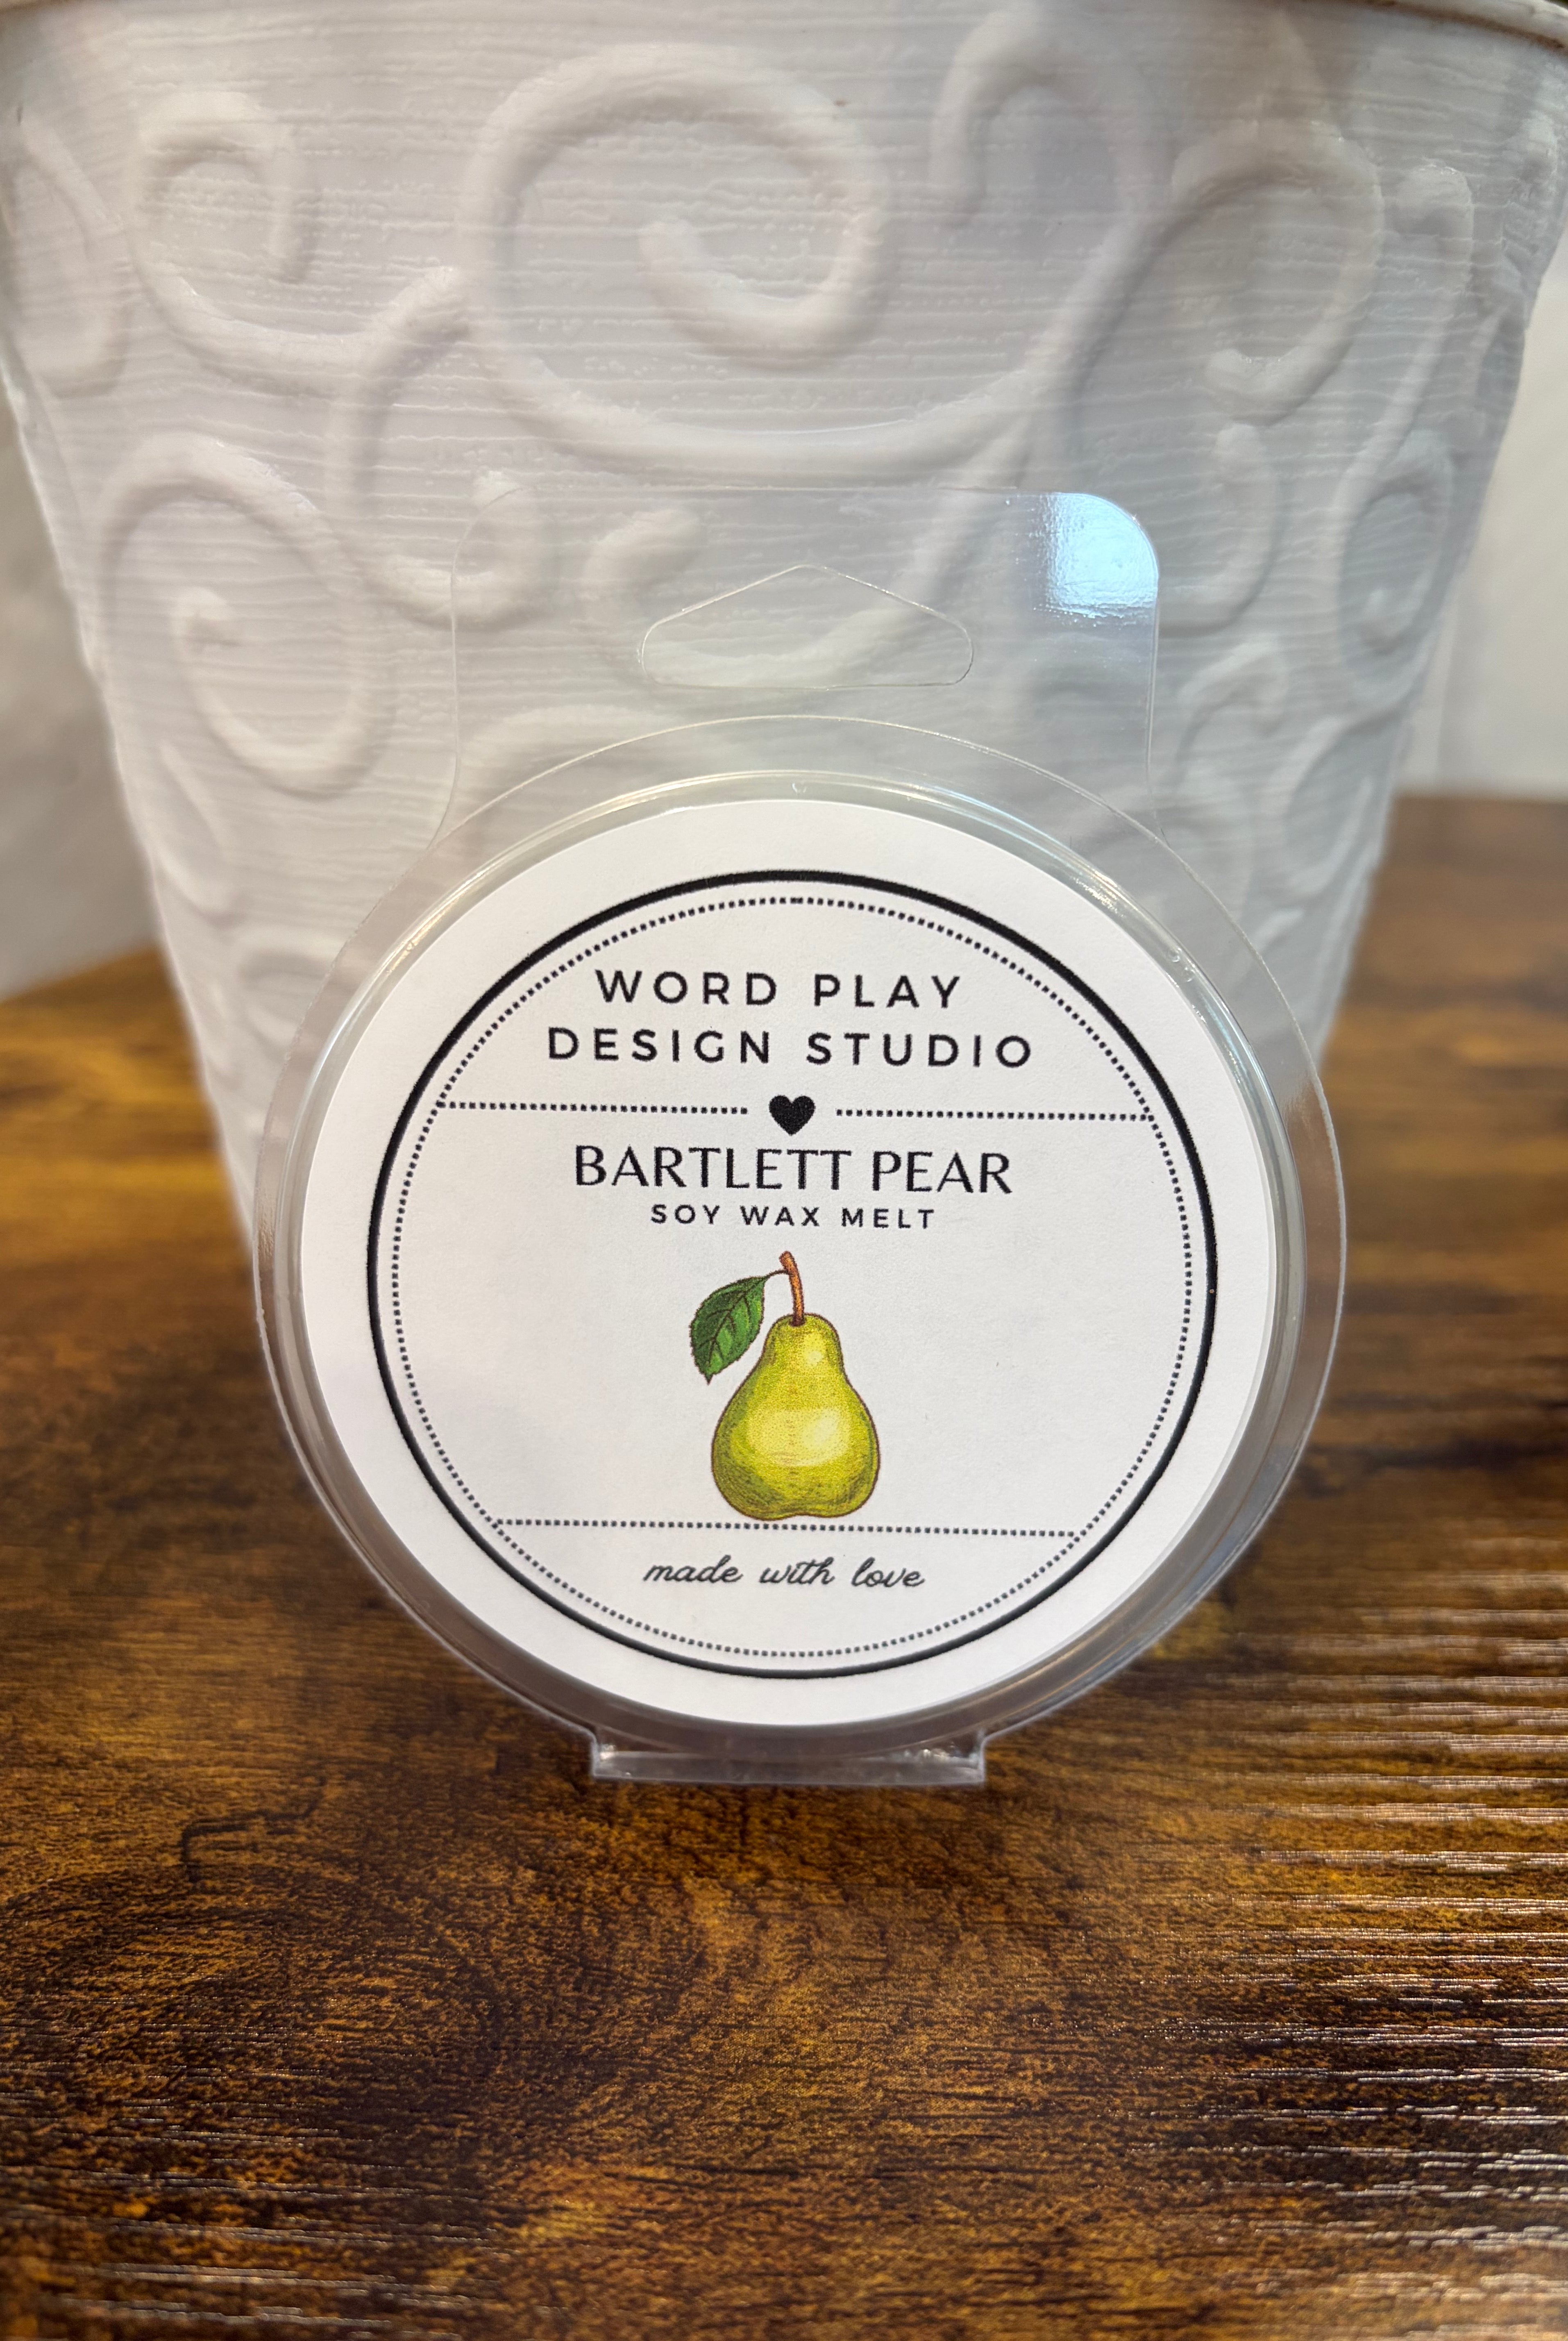 WORD PLAY
DESIGN STUDIO
BARTLETT PEAR
SOY WAX MELT
made with love